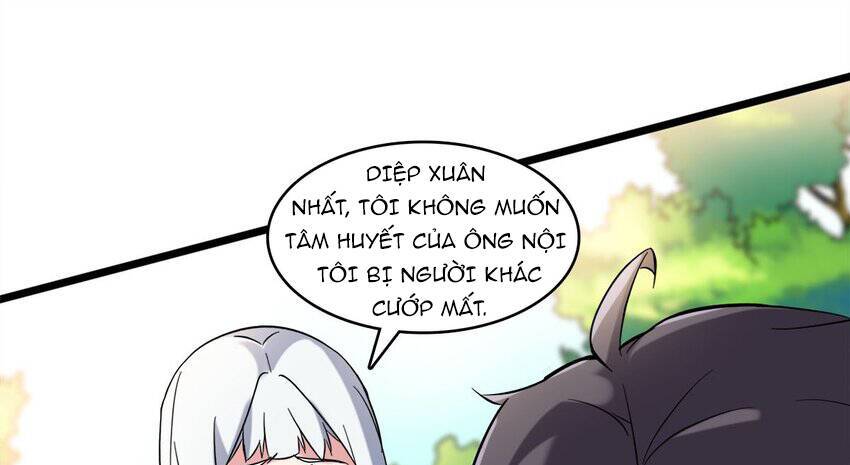 DIỆP XUÂN
NHẤT, TÔI KHÔNG MUỐN
TÂM HUYẾT CỦA ÔNG NỘI
TÔI BỊ NGƯỜI KHÁC
CƯỚP MẤT.